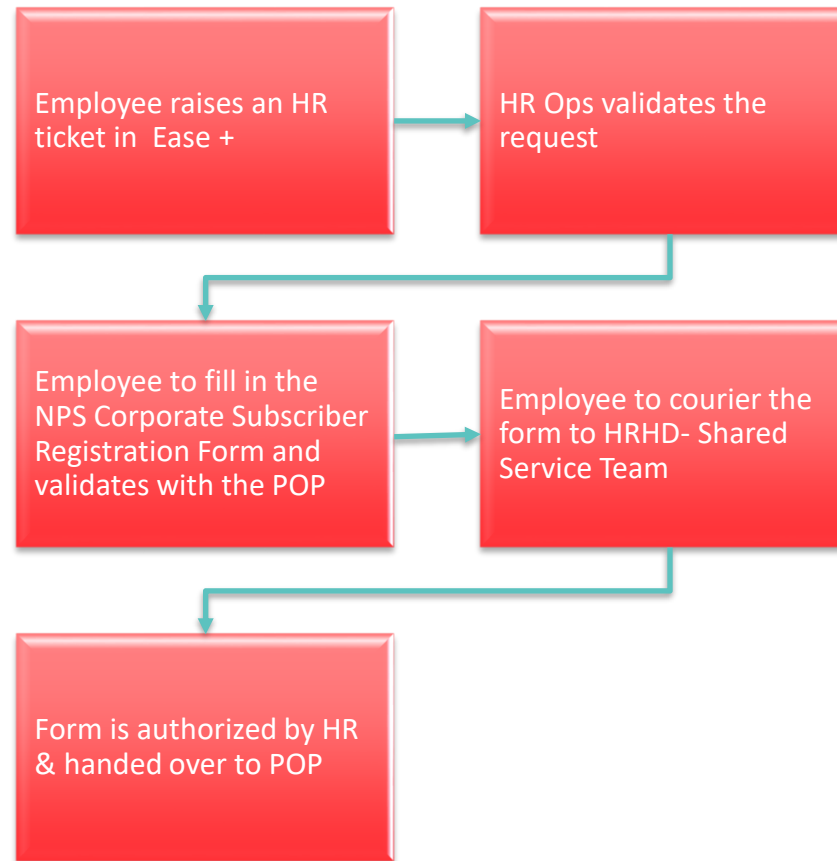 Employee raises an HR
ticket in  Ease +
HR Ops validates the
request
Employee to fill in the
NPS Corporate Subscriber
Registration Form and
validates with the POP
Employee to courier the
form to HRHD- Shared
Service Team
Form is authorized by HR
& handed over to POP